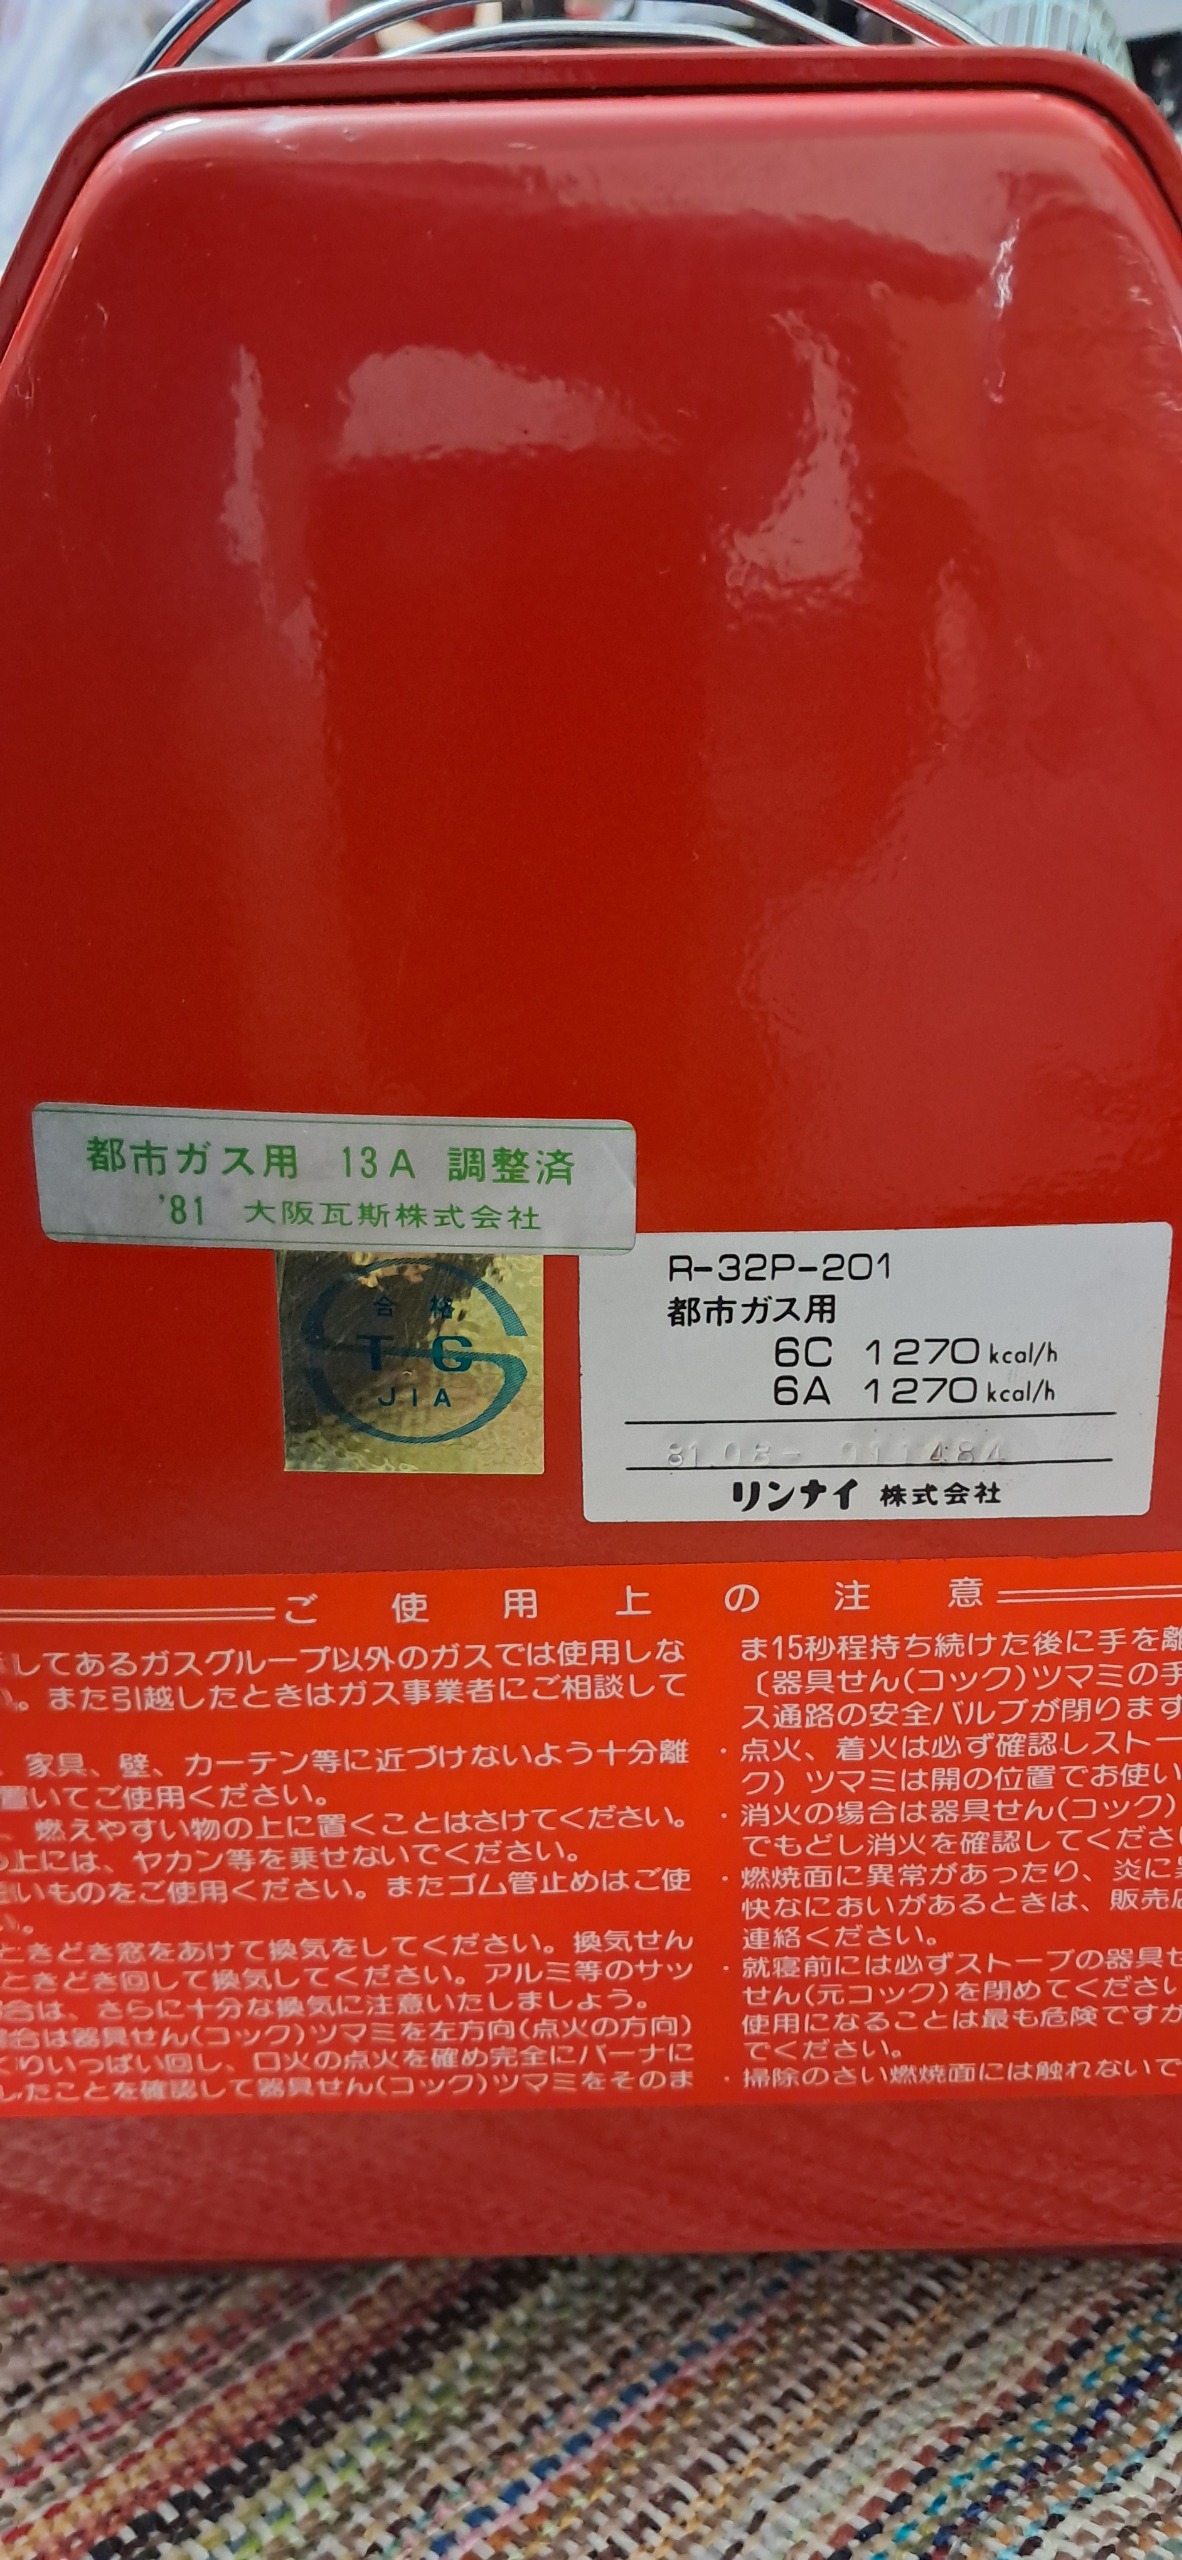 都市ガス用 13A 調整済
'81 大阪瓦斯株式会社
合格
TG
JIA
R-32P-201
都市ガス用
6C 1270 kcal/h
6A 1270 kcal/h
81.08- 011484
リンナイ 株式会社
ご使用上の注意
してあるガスグループ以外のガスでは使用しな
。また引越したときはガス事業者にご相談して
、家具、壁、カーテン等に近づけないよう十分離
置いてご使用ください。
、燃えやすい物の上に置くことはさけてください。
上には、ヤカン等を乗せないでください。
いものをご使用ください。またゴム管止めはご使
い。
ときどき窓をあけて換気をしてください。換気せん
ときどき回して換気してください。アルミ等のサッ
合は、さらに十分な換気に注意いたしましょう。
合は器具せん(コック)ツマミを左方向(点火の方向)
くりいっぱい回し、口火の点火を確め完全にバーナに
したことを確認して器具せん(コック)ツマミをそのま
ま15秒程持ち続けた後に手を離
〔器具せん(コック)ツマミの手
ス通路の安全バルブが閉ります
・点火、着火は必ず確認しストー
ク）ツマミは開の位置でお使い
・消火の場合は器具せん(コック)
でもどし消火を確認してくださ
・燃焼面に異常があったり、炎に
快なにおいがあるときは、販売店
連絡ください。
・就寝前には必ずストーブの器具せ
せん(元コック)を閉めてください
使用になることは最も危険ですが
でください。
・掃除のさい燃焼面には触れないで